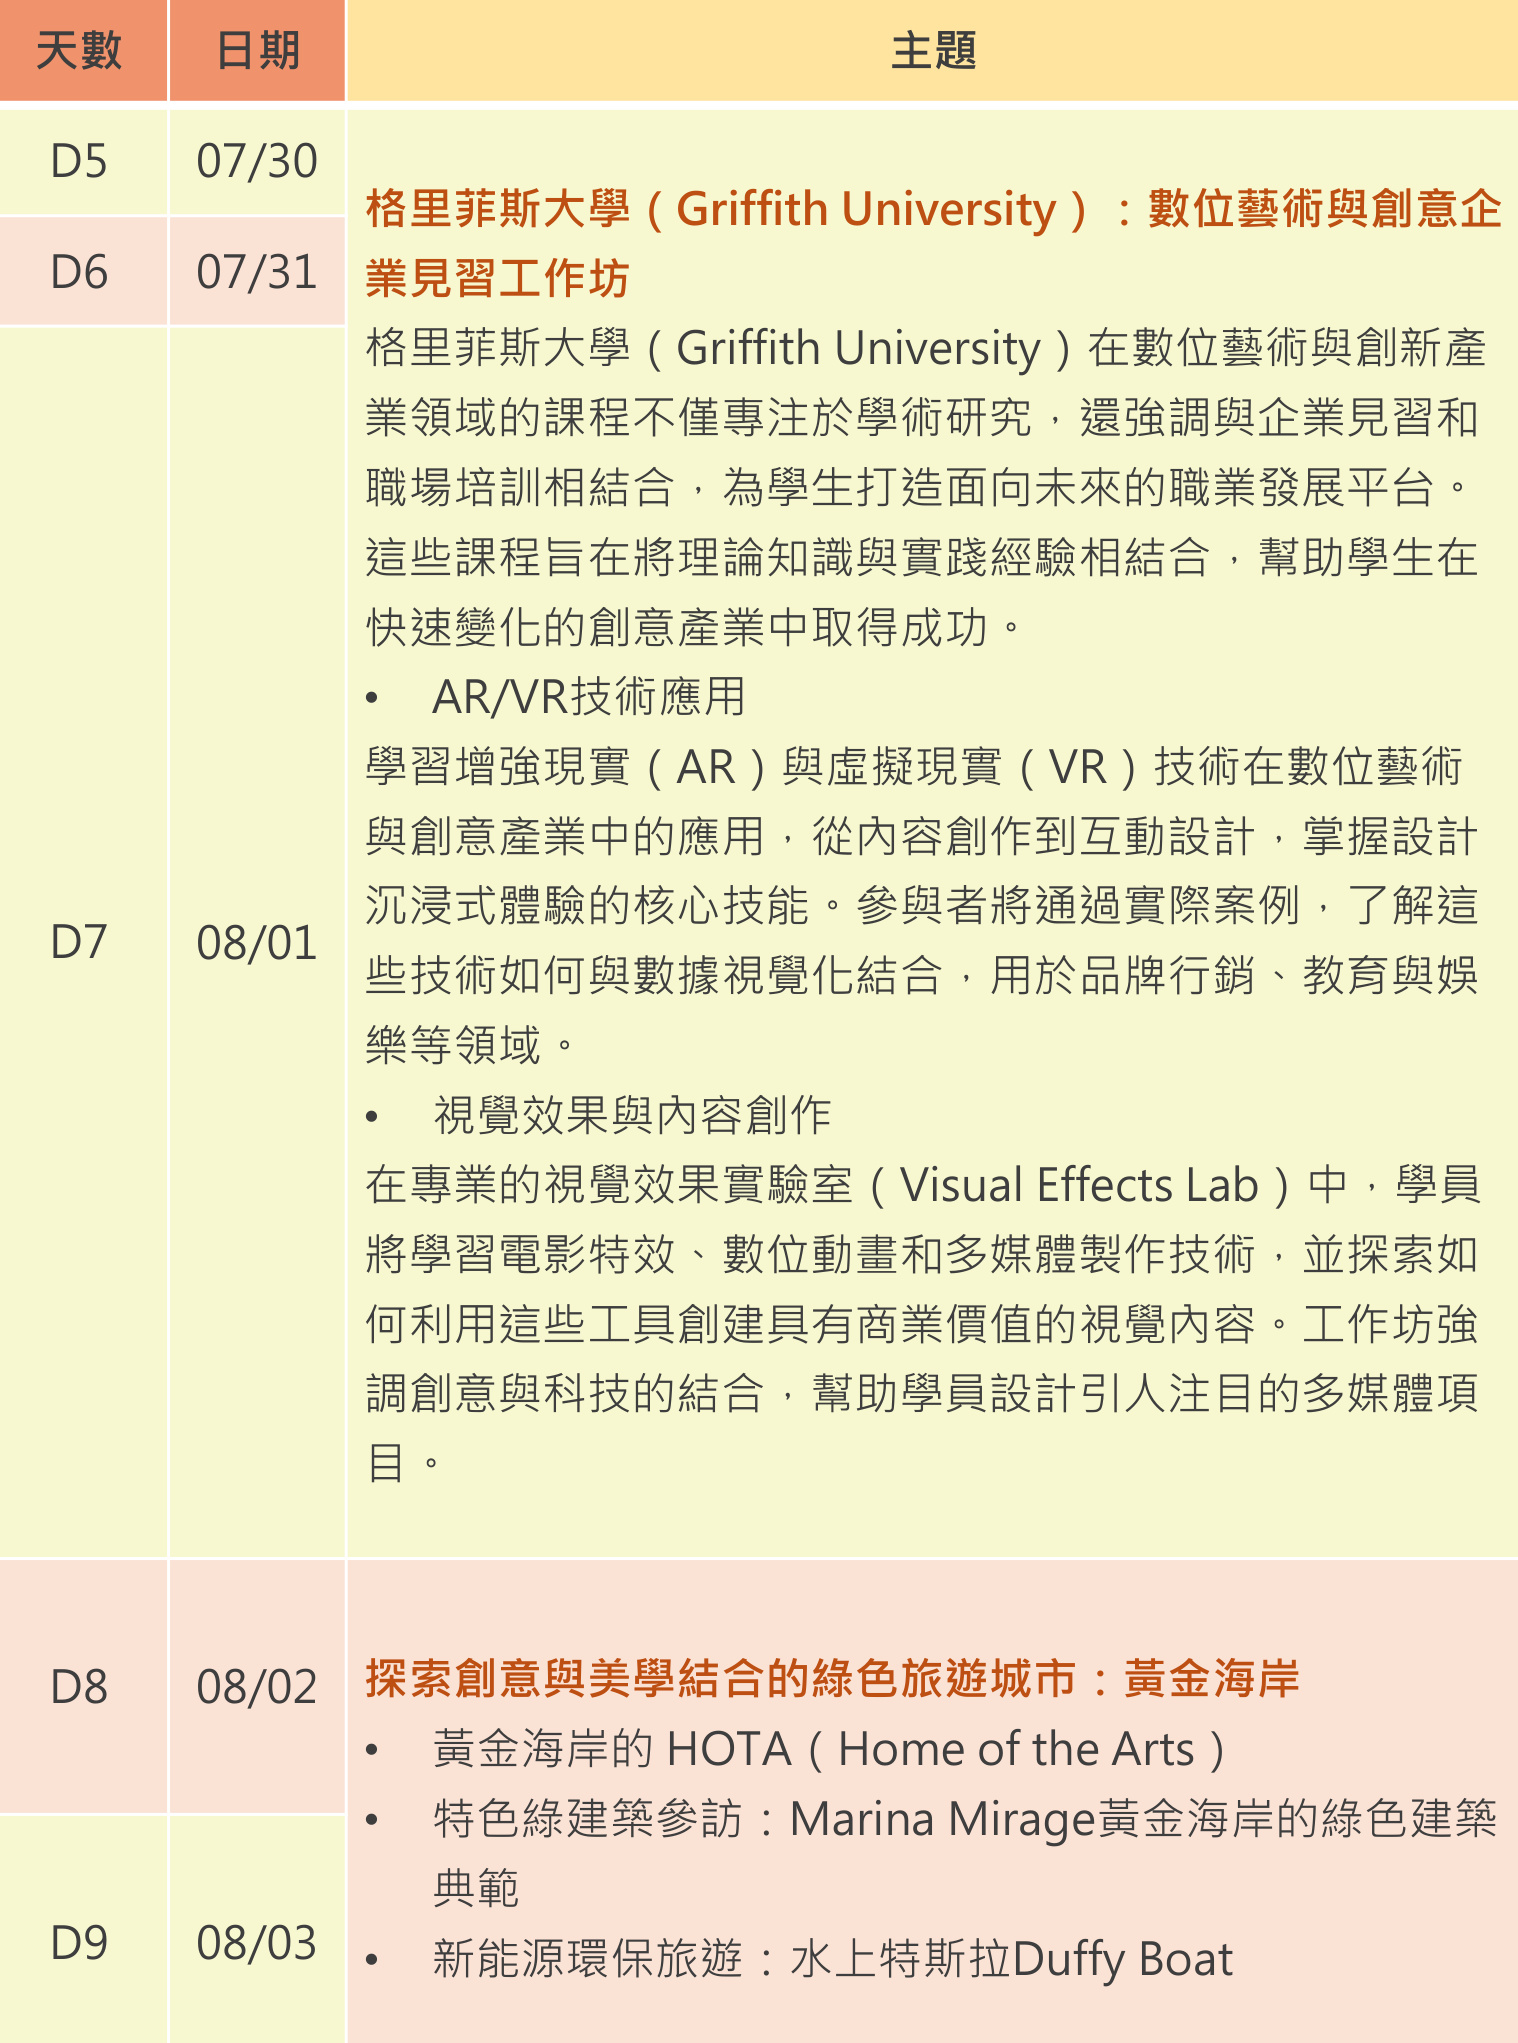 天數 日期 主題
D5 07/30
D6 07/31
D7 08/01
格里菲斯大學（Griffith University）：數位藝術與創意企
業見習工作坊
格里菲斯大學（Griffith University）在數位藝術與創新產
業領域的課程不僅專注於學術研究，還強調與企業見習和
職場培訓相結合，為學生打造面向未來的職業發展平台。
這些課程旨在將理論知識與實踐經驗相結合，幫助學生在
快速變化的創意產業中取得成功。
• AR/VR技術應用
學習增強現實（AR）與虛擬現實（VR）技術在數位藝術
與創意產業中的應用，從內容創作到互動設計，掌握設計
沉浸式體驗的核心技能。參與者將通過實際案例，了解這
些技術如何與數據視覺化結合，用於品牌行銷、教育與娛
樂等領域。
• 視覺效果與內容創作
在專業的視覺效果實驗室（Visual Effects Lab）中，學員
將學習電影特效、數位動畫和多媒體製作技術，並探索如
何利用這些工具創建具有商業價值的視覺內容。工作坊強
調創意與科技的結合，幫助學員設計引人注目的多媒體項
目。
D8 08/02
D9 08/03
探索創意與美學結合的綠色旅遊城市：黃金海岸
• 黃金海岸的 HOTA（Home of the Arts）
• 特色綠建築參訪：Marina Mirage黃金海岸的綠色建築
典範
• 新能源環保旅遊：水上特斯拉Duffy Boat